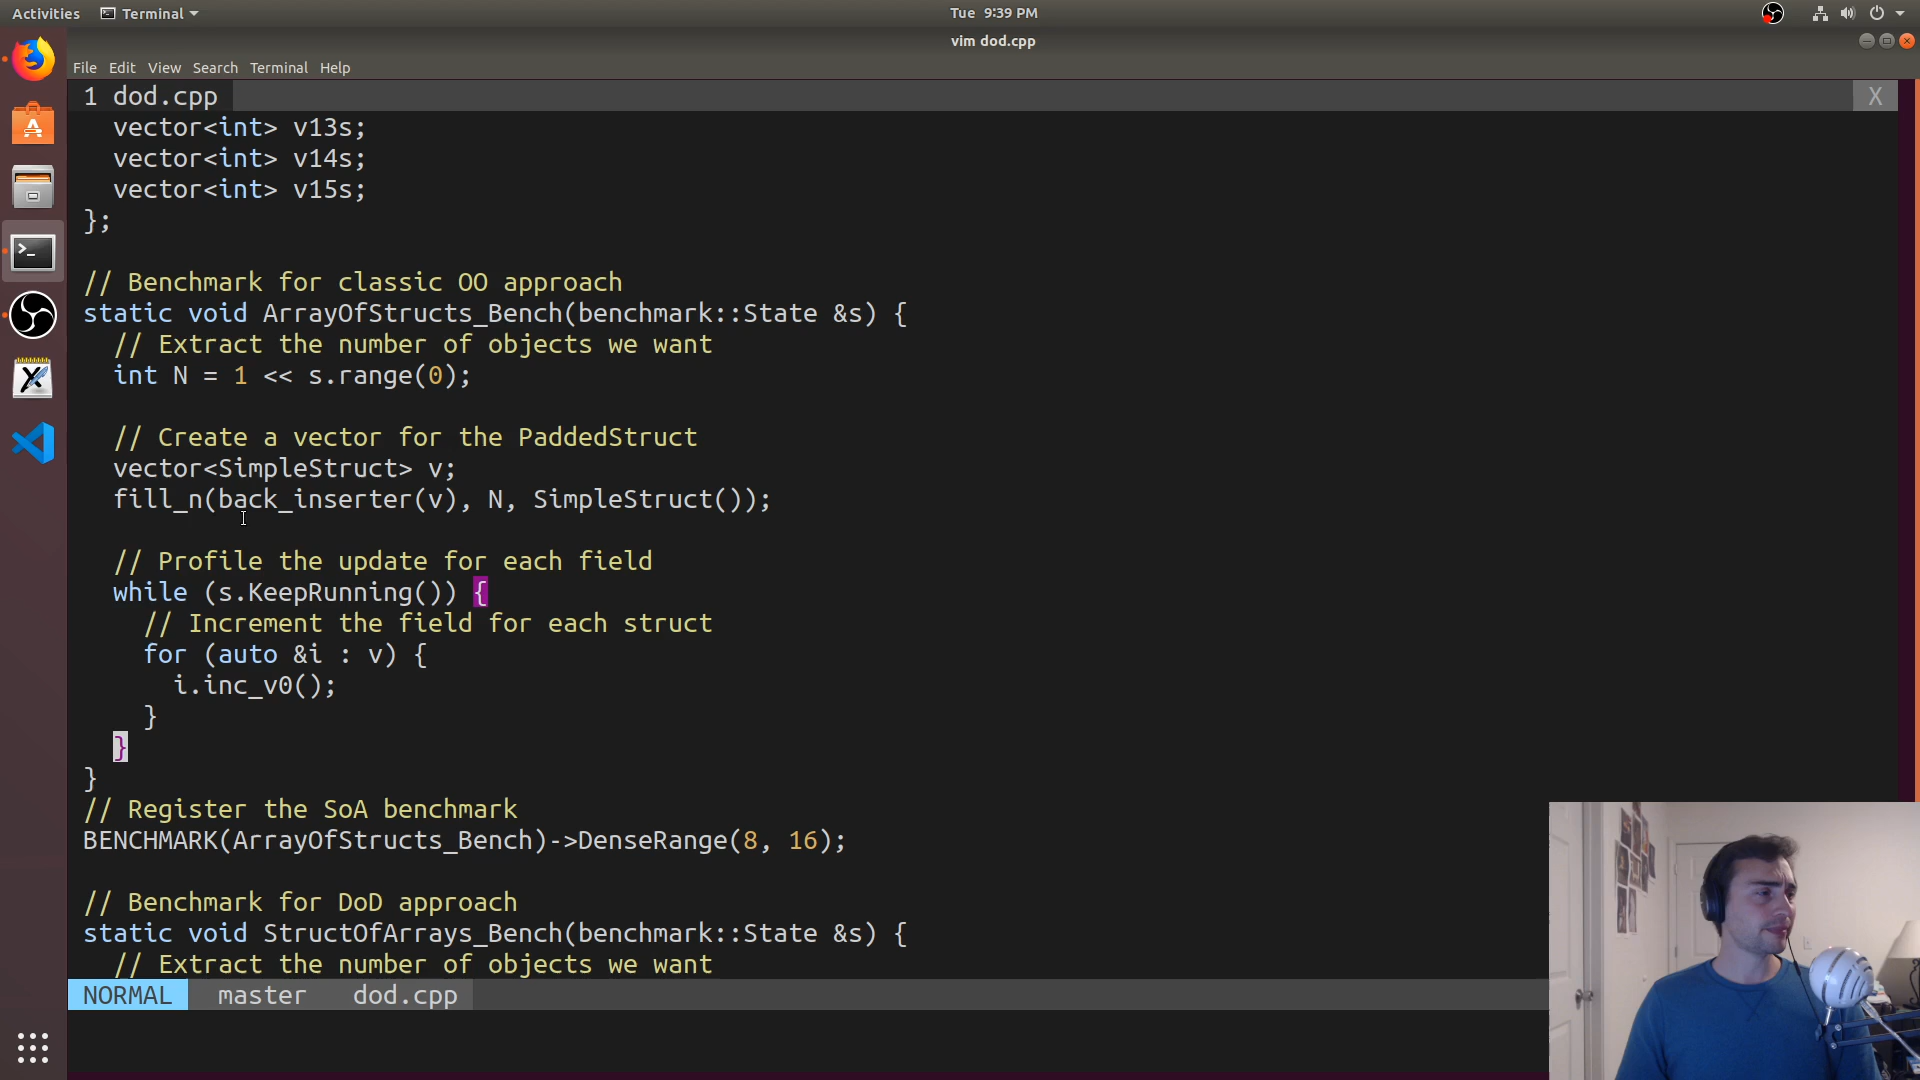 Activities
Terminal
Tue 9:39 PM
vim dod.cpp
File Edit View Search Terminal Help
1 dod.cpp
X
vector<int> v13s;
vector<int> v14s;
vector<int> v15s;
};
// Benchmark for classic OO approach
static void ArrayOfStructs_Bench(benchmark::State &s) {
// Extract the number of objects we want
int N = 1 << s.range(0);
// Create a vector for the PaddedStruct
vector<SimpleStruct> v;
fill_n(back_inserter(v), N, SimpleStruct());
// Profile the update for each field
while (s.KeepRunning()) {
// Increment the field for each struct
for (auto &i : v) {
i.inc_v0();
}
}
}
// Register the SoA benchmark
BENCHMARK(ArrayOfStructs_Bench)->DenseRange(8, 16);
// Benchmark for DoD approach
static void StructOfArrays_Bench(benchmark::State &s) {
// Extract the number of objects we want
NORMAL master dod.cpp